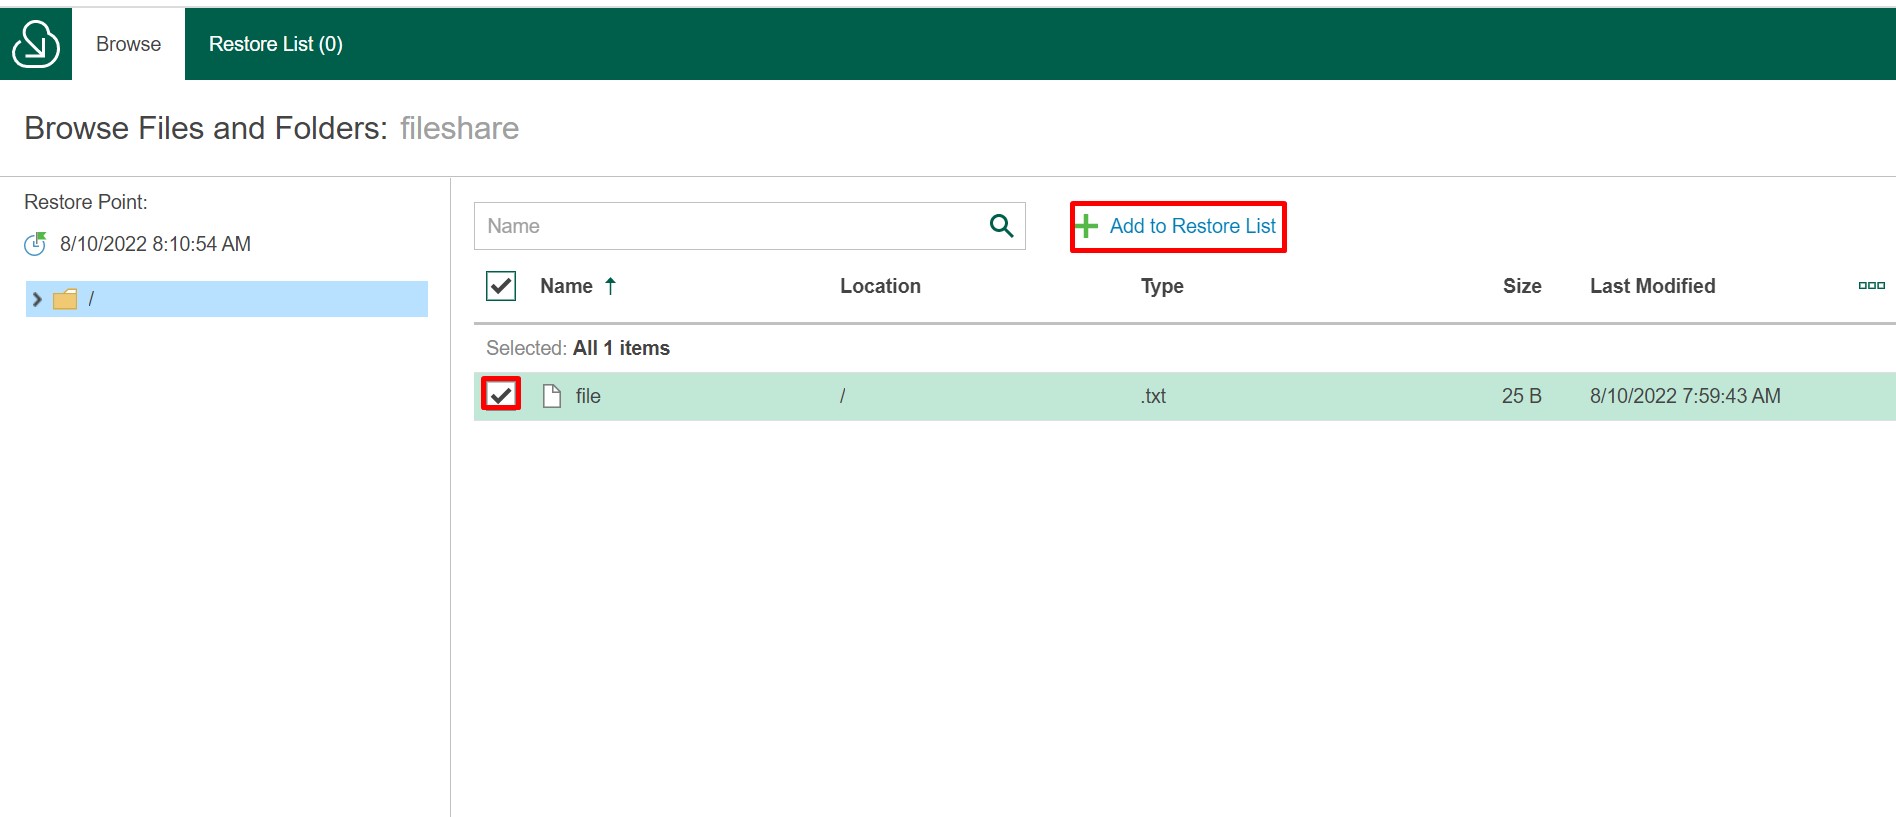 Browse Restore List (0)
Browse Files and Folders: fileshare
Restore Point:
8/10/2022 8:10:54 AM
/
Name
Add to Restore List
Name Location Type Size Last Modified
Selected: All 1 items
file / .txt 25 B 8/10/2022 7:59:43 AM